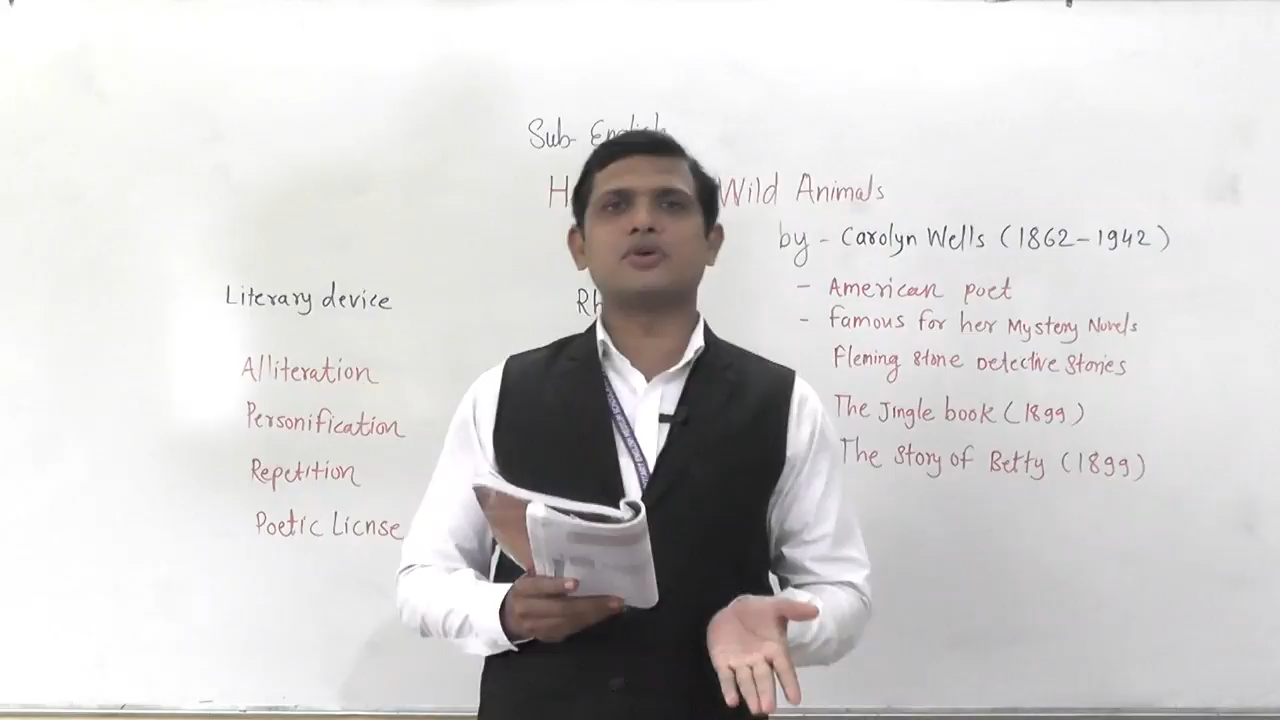 Sub- English
Wild Animals
by - Carolyn Wells (1862-1942)
- American poet
- famous for her Mystery Novels
Fleming Stone Detective Stories
The Jingle book (1899)
The Story of Betty (1899)
Literary device
Alliteration
Personification
Repetition
Poetic Licnse
Rh